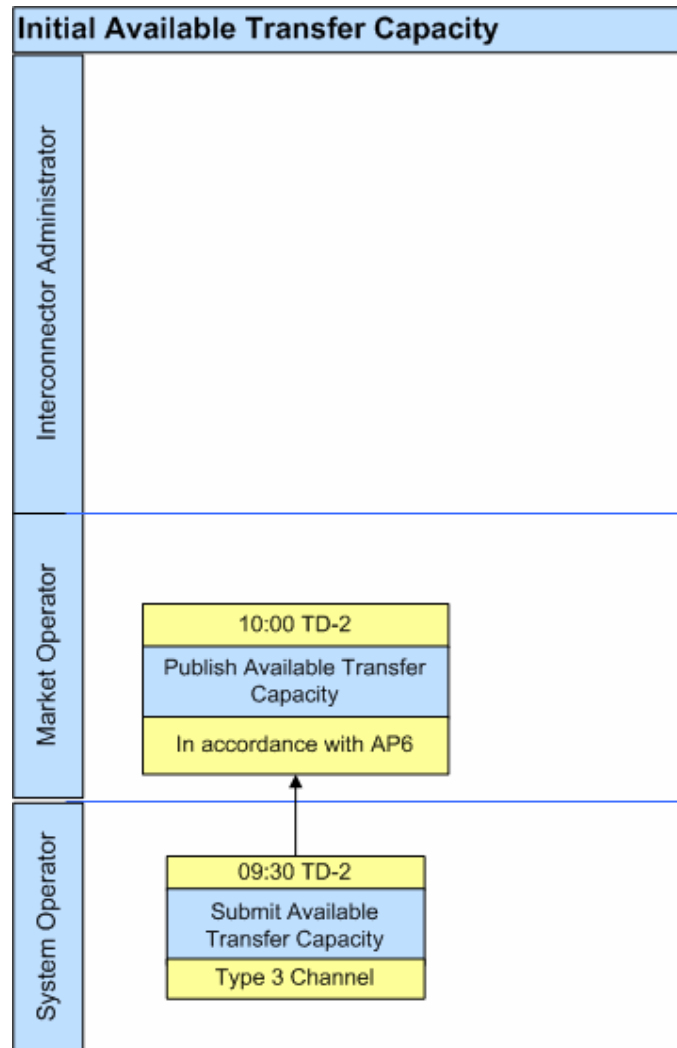 Initial Available Transfer Capacity
Interconnector Administrator
Market Operator
10:00 TD-2
Publish Available Transfer
Capacity
In accordance with AP6
System Operator
09:30 TD-2
Submit Available
Transfer Capacity
Type 3 Channel